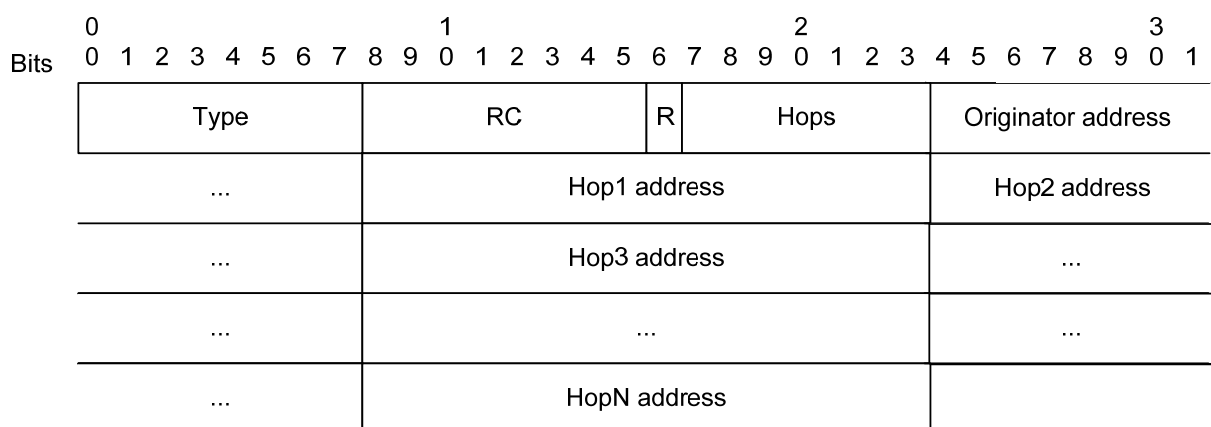 0 1 2 3
Bits 0 1 2 3 4 5 6 7 8 9 0 1 2 3 4 5 6 7 8 9 0 1 2 3 4 5 6 7 8 9 0 1
Type RC R Hops Originator address
... Hop1 address Hop2 address
... Hop3 address ...
... ... ...
... HopN address